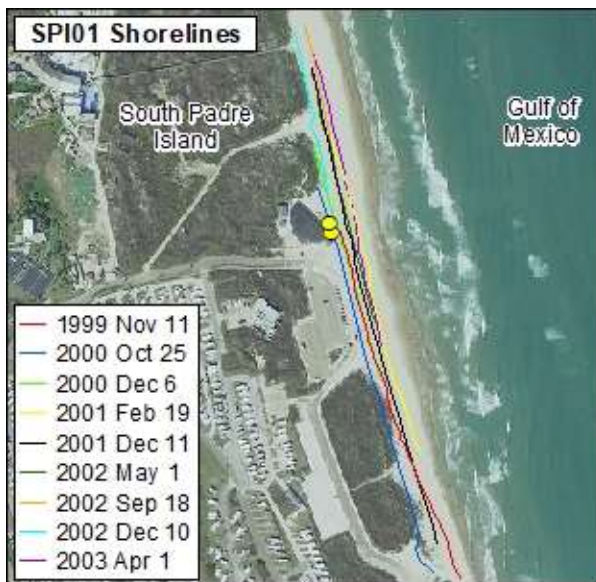 SPI01 Shorelines
South Padre
Island
Gulf of
Mexico
1999 Nov 11
2000 Oct 25
2000 Dec 6
2001 Feb 19
2001 Dec 11
2002 May 1
2002 Sep 18
2002 Dec 10
2003 Apr 1